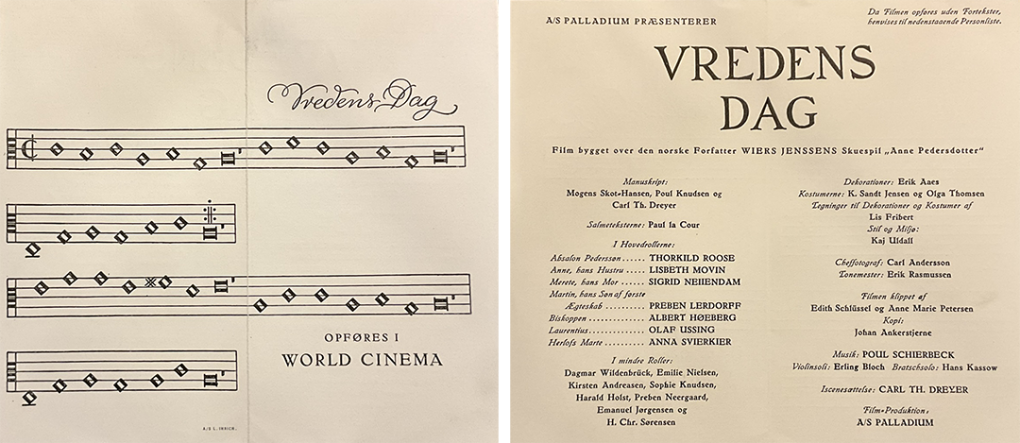 Vredens Dag
OPFØRES I
WORLD CINEMA
A/S PALLADIUM PRÆSENTERER
Da Filmen opføres uden Fortekster,
henvises til nedenstaaende Personliste.
VREDENS
DAG
Film bygget over den norske Forfatter WIERS JENSSENS Skuespil „Anne Pedersdotter“
Manuskript:
Mogens Skot-Hansen, Poul Knudsen og
Carl Th. Dreyer
Salmeteksterne: Paul la Cour
I Hovedrollerne:
Absalon Pederssøn ...... THORKILD ROOSE
Anne, hans Hustru ..... LISBETH MOVIN
Merete, hans Mor ...... SIGRID NEIIENDAM
Martin, hans Søn af første
Ægteskab ............ PREBEN LERDORFF
Biskoppen ............... ALBERT HØEBERG
Laurentius............... OLAF USSING
Herlofs Marte ........... ANNA SVIERKIER
I mindre Roller:
Dagmar Wildenbrück, Emilie Nielsen,
Kirsten Andreasen, Sophie Knudsen,
Harald Holst, Preben Neergaard,
Emanuel Jørgensen og
H. Chr. Sørensen
Dekorationer: Erik Aaes
Kostumerne: K. Sandt Jensen og Olga Thomsen
Tegninger til Dekorationer og Kostumer af
Lis Fribert
Stil og Miljø:
Kaj Uldall
Cheffotograf: Carl Andersson
Tonemester: Erik Rasmussen
Filmen klippet af
Edith Schlüssel og Anne Marie Petersen
Kopi:
Johan Ankerstjerne
Musik: POUL SCHIERBECK
Violinsoli: Erling Bloch Bratschsolo: Hans Kassow
Iscenesættelse: CARL TH. DREYER
Film-Produktion:
A/S PALLADIUM